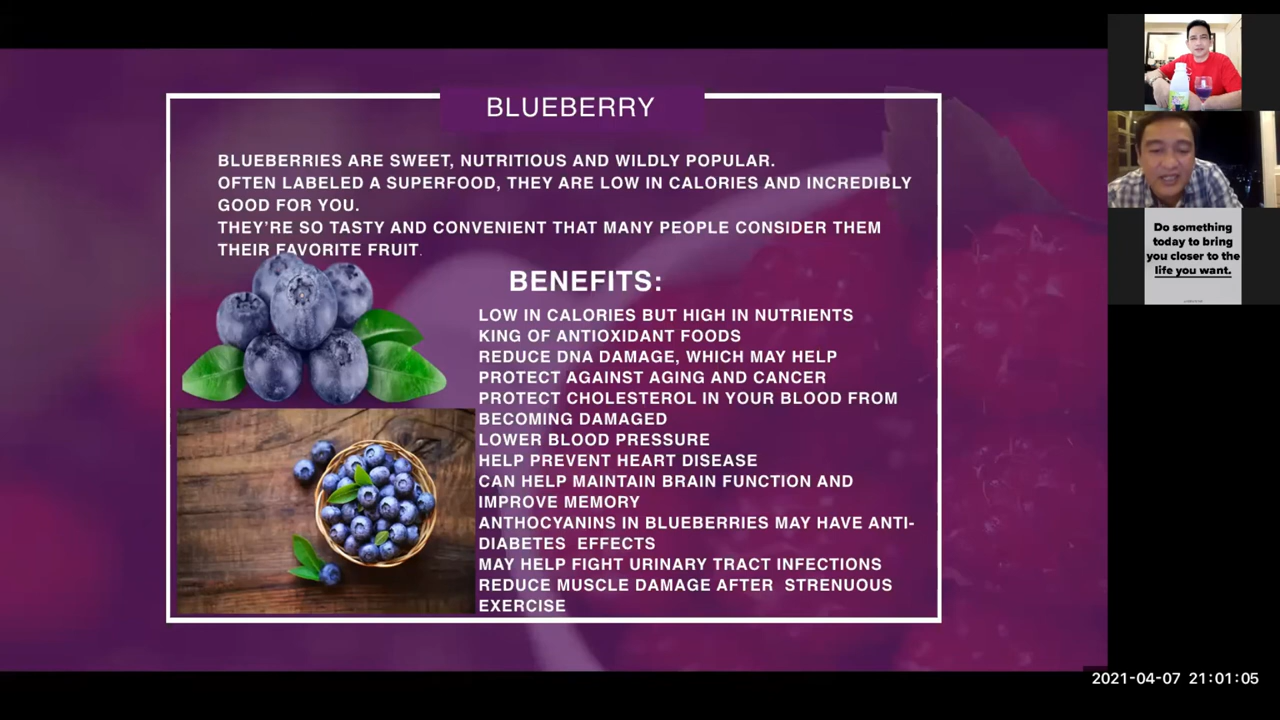 BLUEBERRY
BLUEBERRIES ARE SWEET, NUTRITIOUS AND WILDLY POPULAR.
OFTEN LABELED A SUPERFOOD, THEY ARE LOW IN CALORIES AND INCREDIBLY
GOOD FOR YOU.
THEY'RE SO TASTY AND CONVENIENT THAT MANY PEOPLE CONSIDER THEM
THEIR FAVORITE FRUIT.
BENEFITS:
LOW IN CALORIES BUT HIGH IN NUTRIENTS
KING OF ANTIOXIDANT FOODS
REDUCE DNA DAMAGE, WHICH MAY HELP
PROTECT AGAINST AGING AND CANCER
PROTECT CHOLESTEROL IN YOUR BLOOD FROM
BECOMING DAMAGED
LOWER BLOOD PRESSURE
HELP PREVENT HEART DISEASE
CAN HELP MAINTAIN BRAIN FUNCTION AND
IMPROVE MEMORY
ANTHOCYANINS IN BLUEBERRIES MAY HAVE ANTI-
DIABETES  EFFECTS
MAY HELP FIGHT URINARY TRACT INFECTIONS
REDUCE MUSCLE DAMAGE AFTER  STRENUOUS
EXERCISE
Do something
today to bring
you closer to the
life you want.
2021-04-07 21:01:05